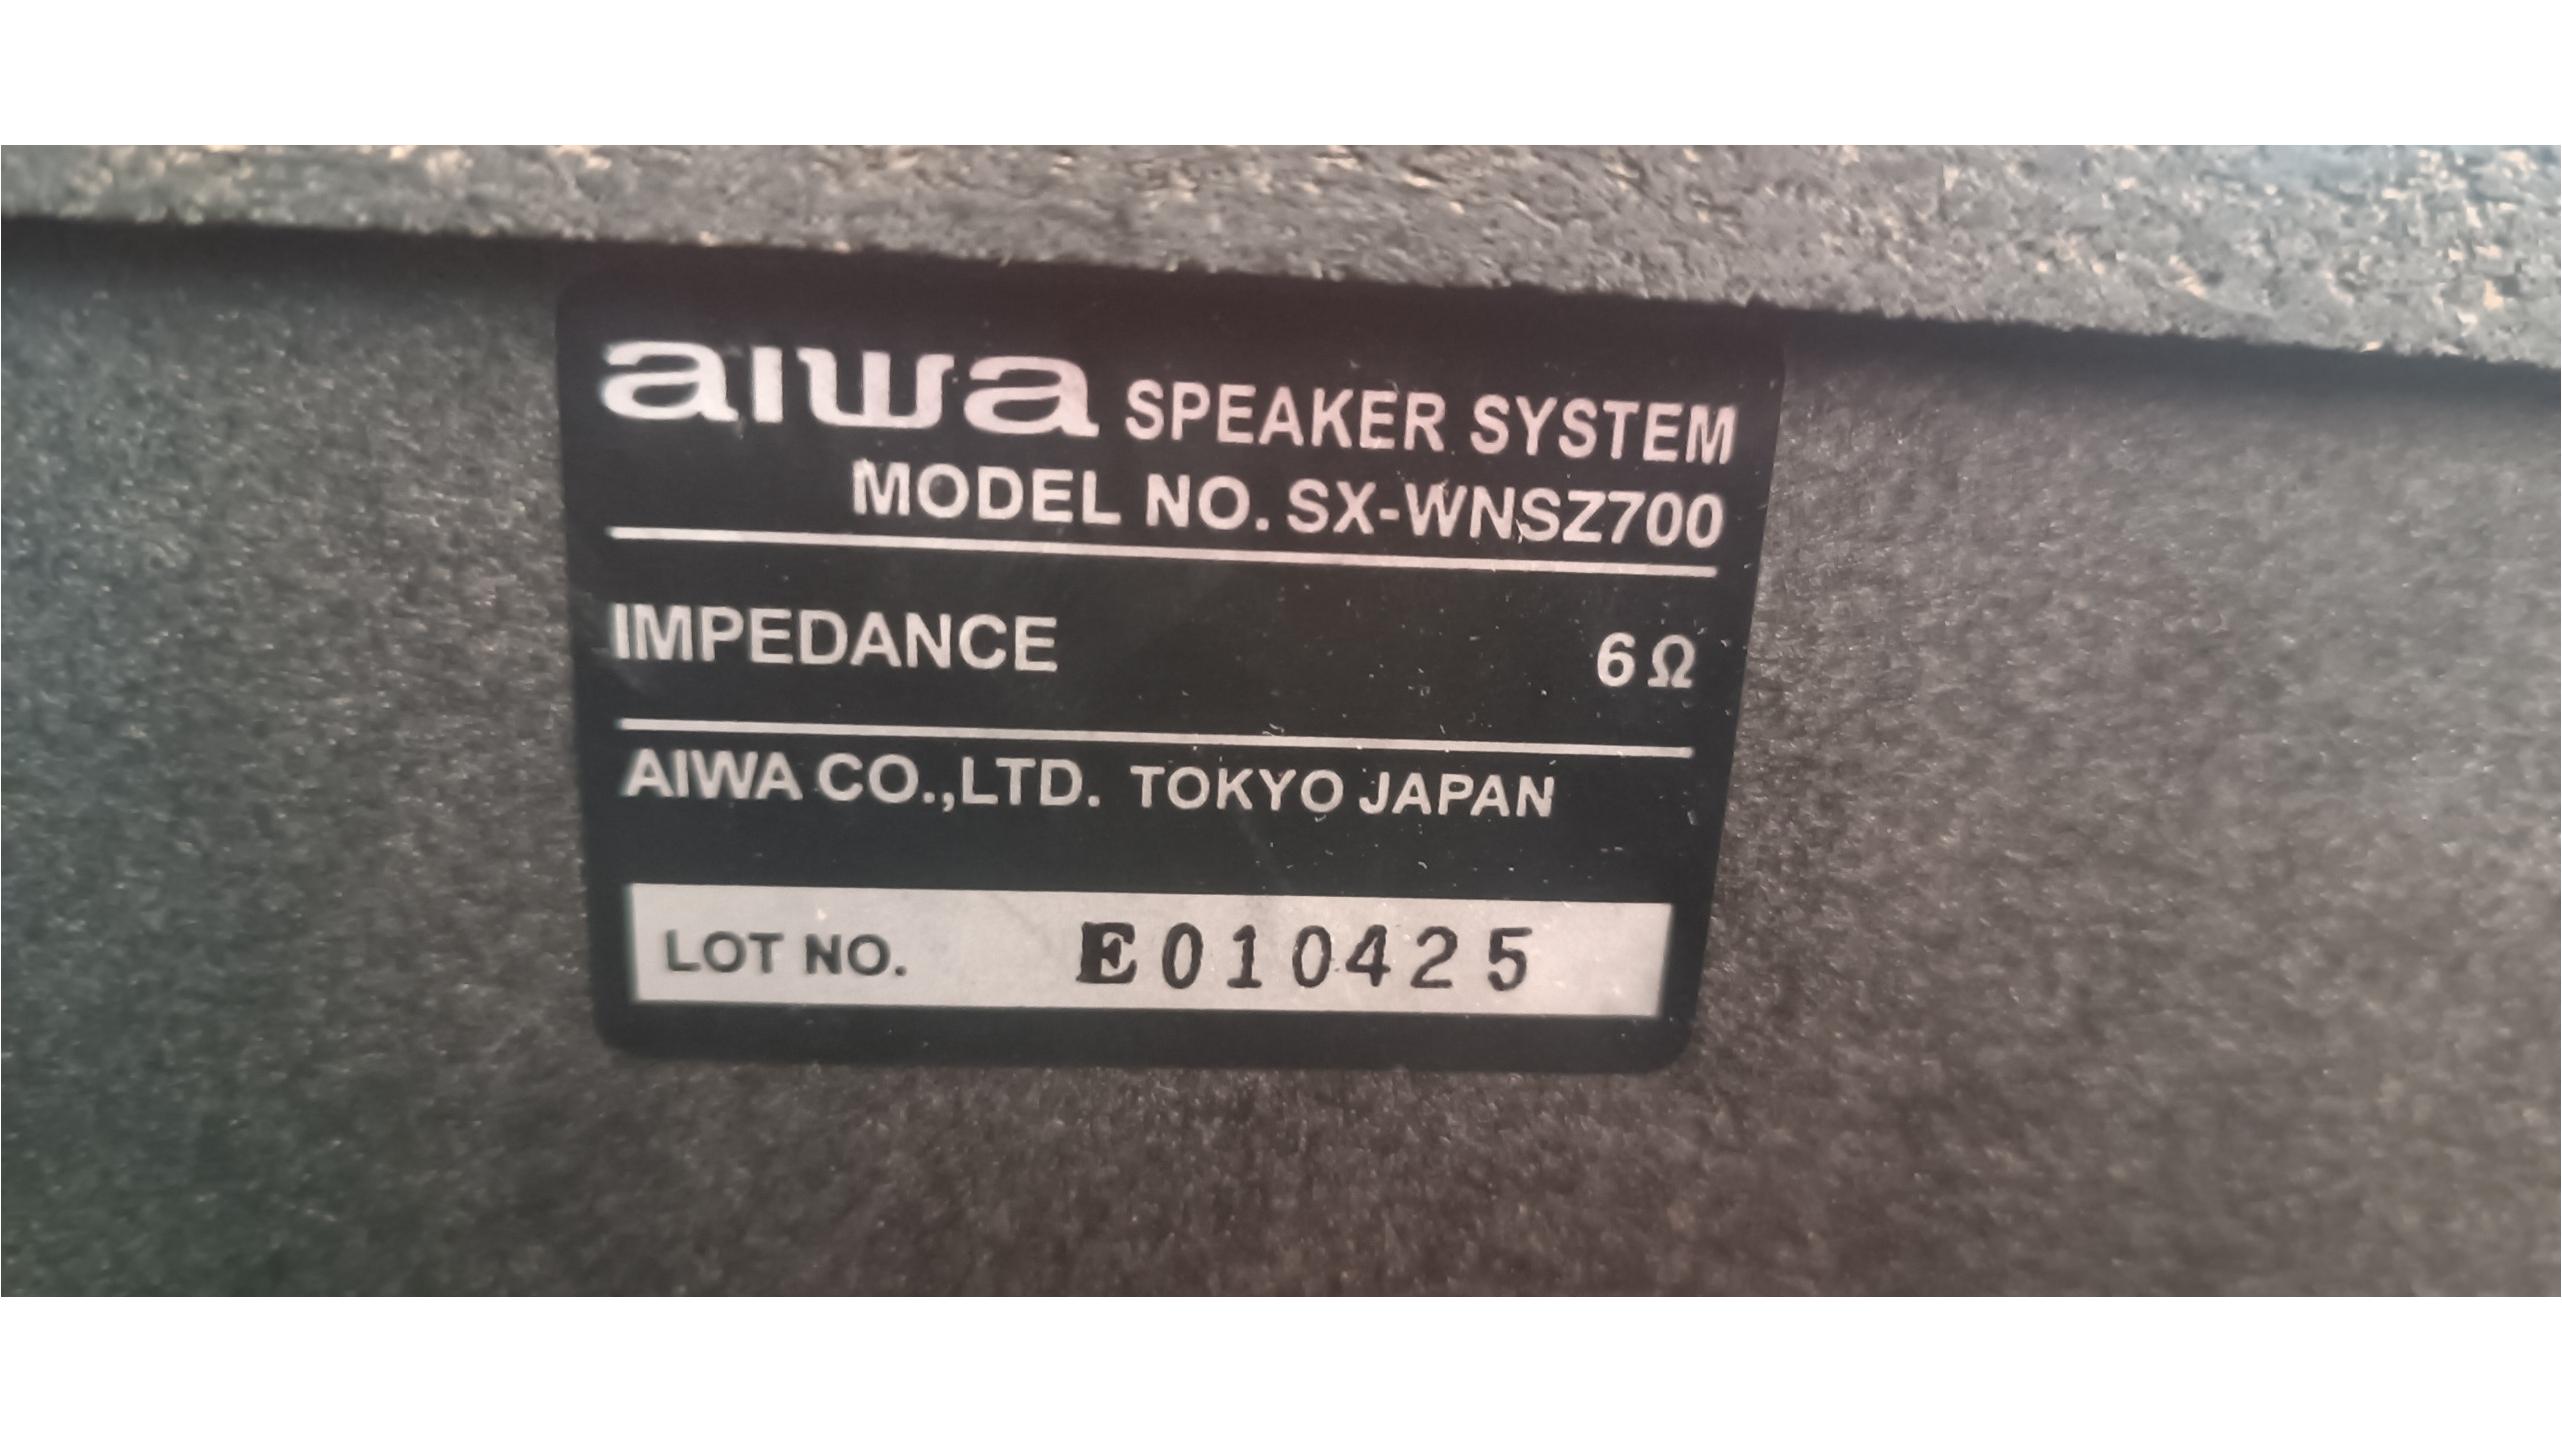 aiwa SPEAKER SYSTEM
MODEL NO. SX-WNSZ700
IMPEDANCE 6Ω
AIWA CO.,LTD. TOKYO JAPAN
LOT NO. E010425